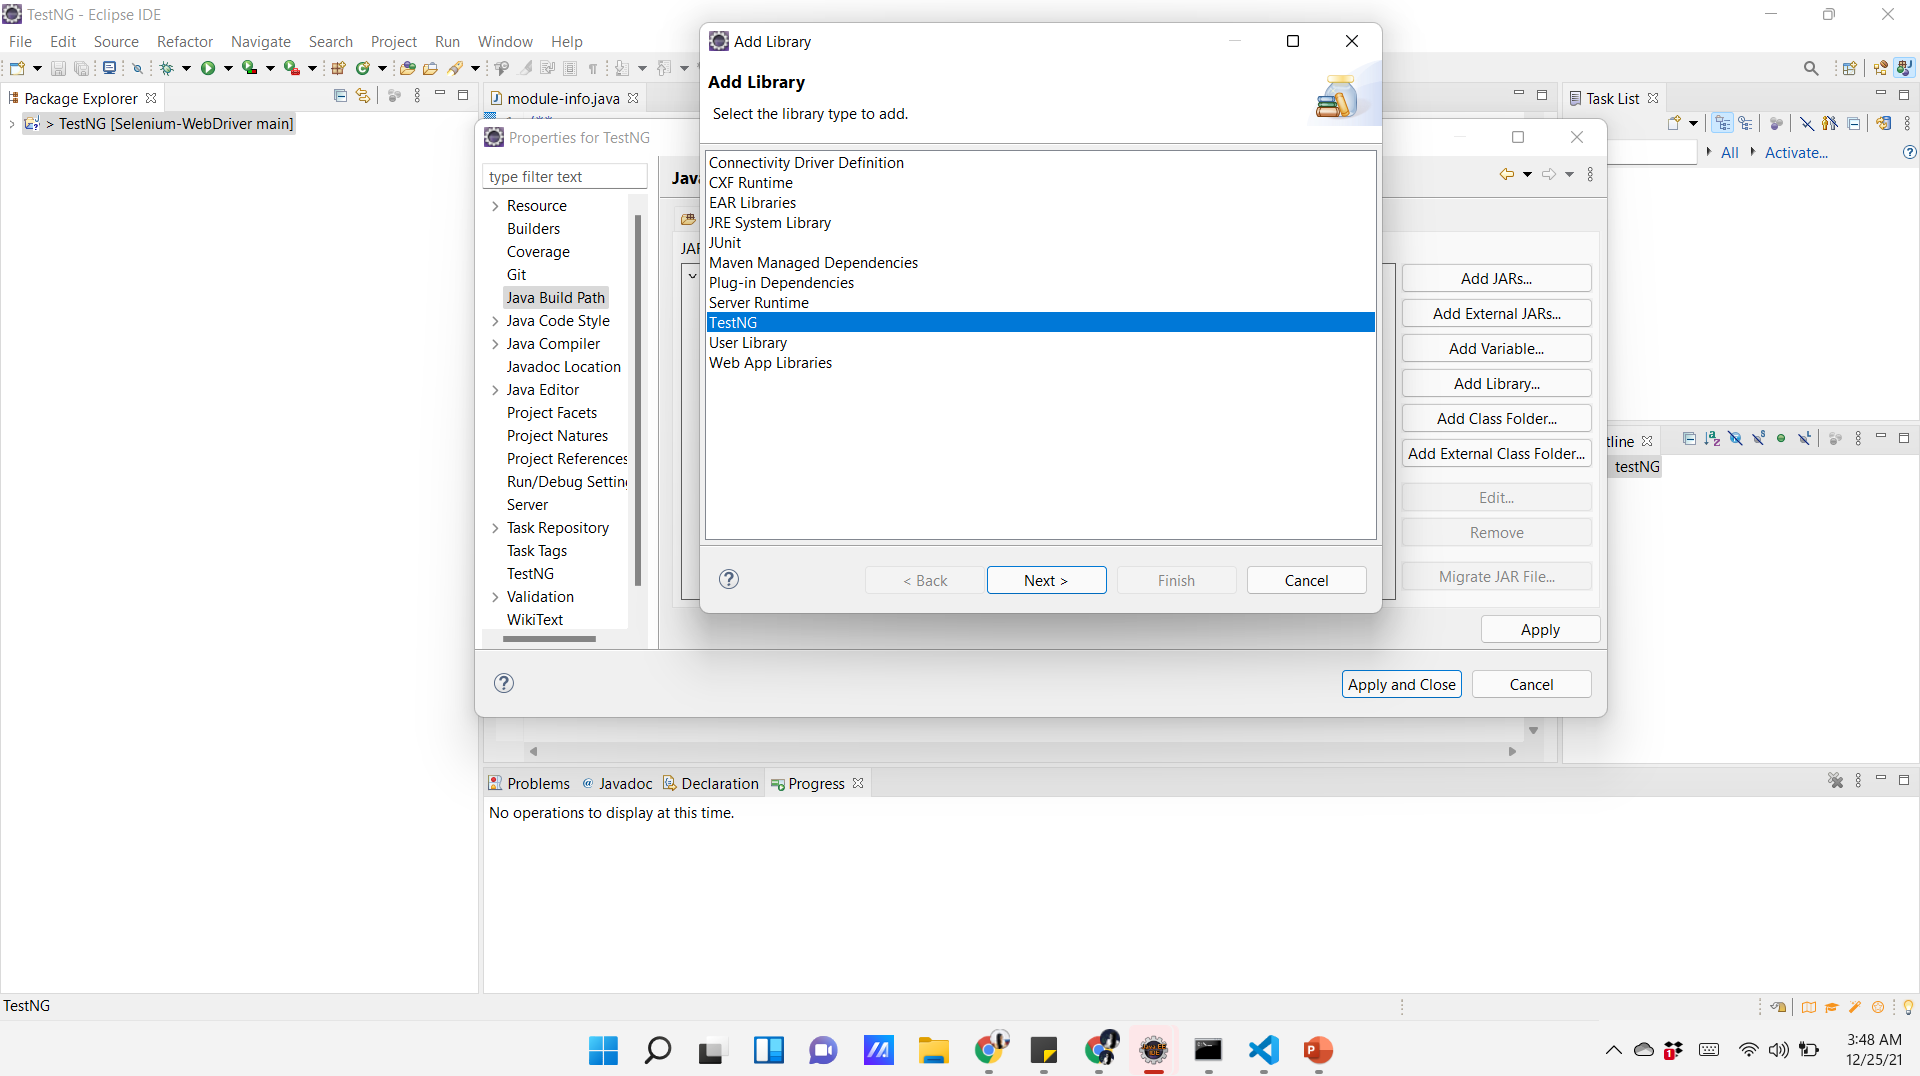 TestNG - Eclipse IDE
File Edit Source Refactor Navigate Search Project Run Window Help
Package Explorer
> TestNG [Selenium-WebDriver main]
module-info.java
Properties for TestNG
type filter text
Resource
Builders
Coverage
Git
Java Build Path
Java Code Style
Java Compiler
Javadoc Location
Java Editor
Project Facets
Project Natures
Project References
Run/Debug Settin
Server
Task Repository
Task Tags
TestNG
Validation
WikiText
Java
JAR
Add Library
Add Library
Select the library type to add.
Connectivity Driver Definition
CXF Runtime
EAR Libraries
JRE System Library
JUnit
Maven Managed Dependencies
Plug-in Dependencies
Server Runtime
TestNG
User Library
Web App Libraries
< Back Next > Finish Cancel
Add JARs...
Add External JARs...
Add Variable...
Add Library...
Add Class Folder...
Add External Class Folder...
Edit...
Remove
Migrate JAR File...
Apply
Apply and Close Cancel
Task List
All Activate...
tline
testNG
Problems @ Javadoc Declaration Progress
No operations to display at this time.
TestNG
3:48 AM
12/25/21